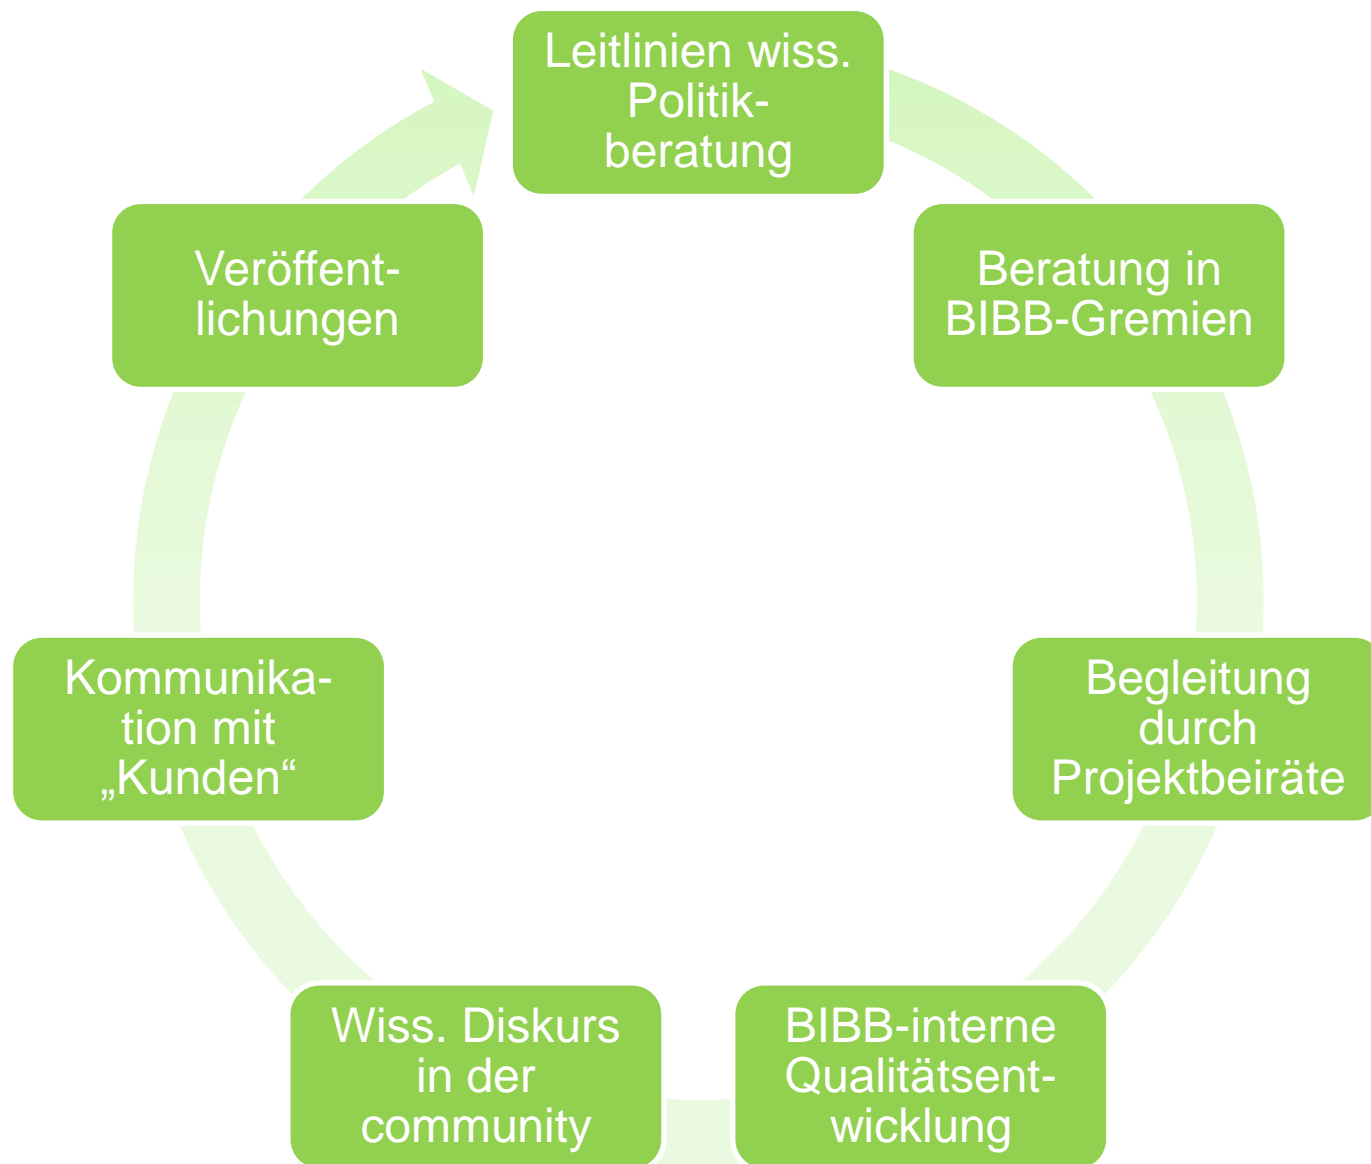 Leitlinien wiss.
Politik-
beratung
Beratung in
BIBB-Gremien
Begleitung
durch
Projektbeiräte
BIBB-interne
Qualitätsent-
wicklung
Wiss. Diskurs
in der
community
Kommunika-
tion mit
„Kunden“
Veröffent-
lichungen